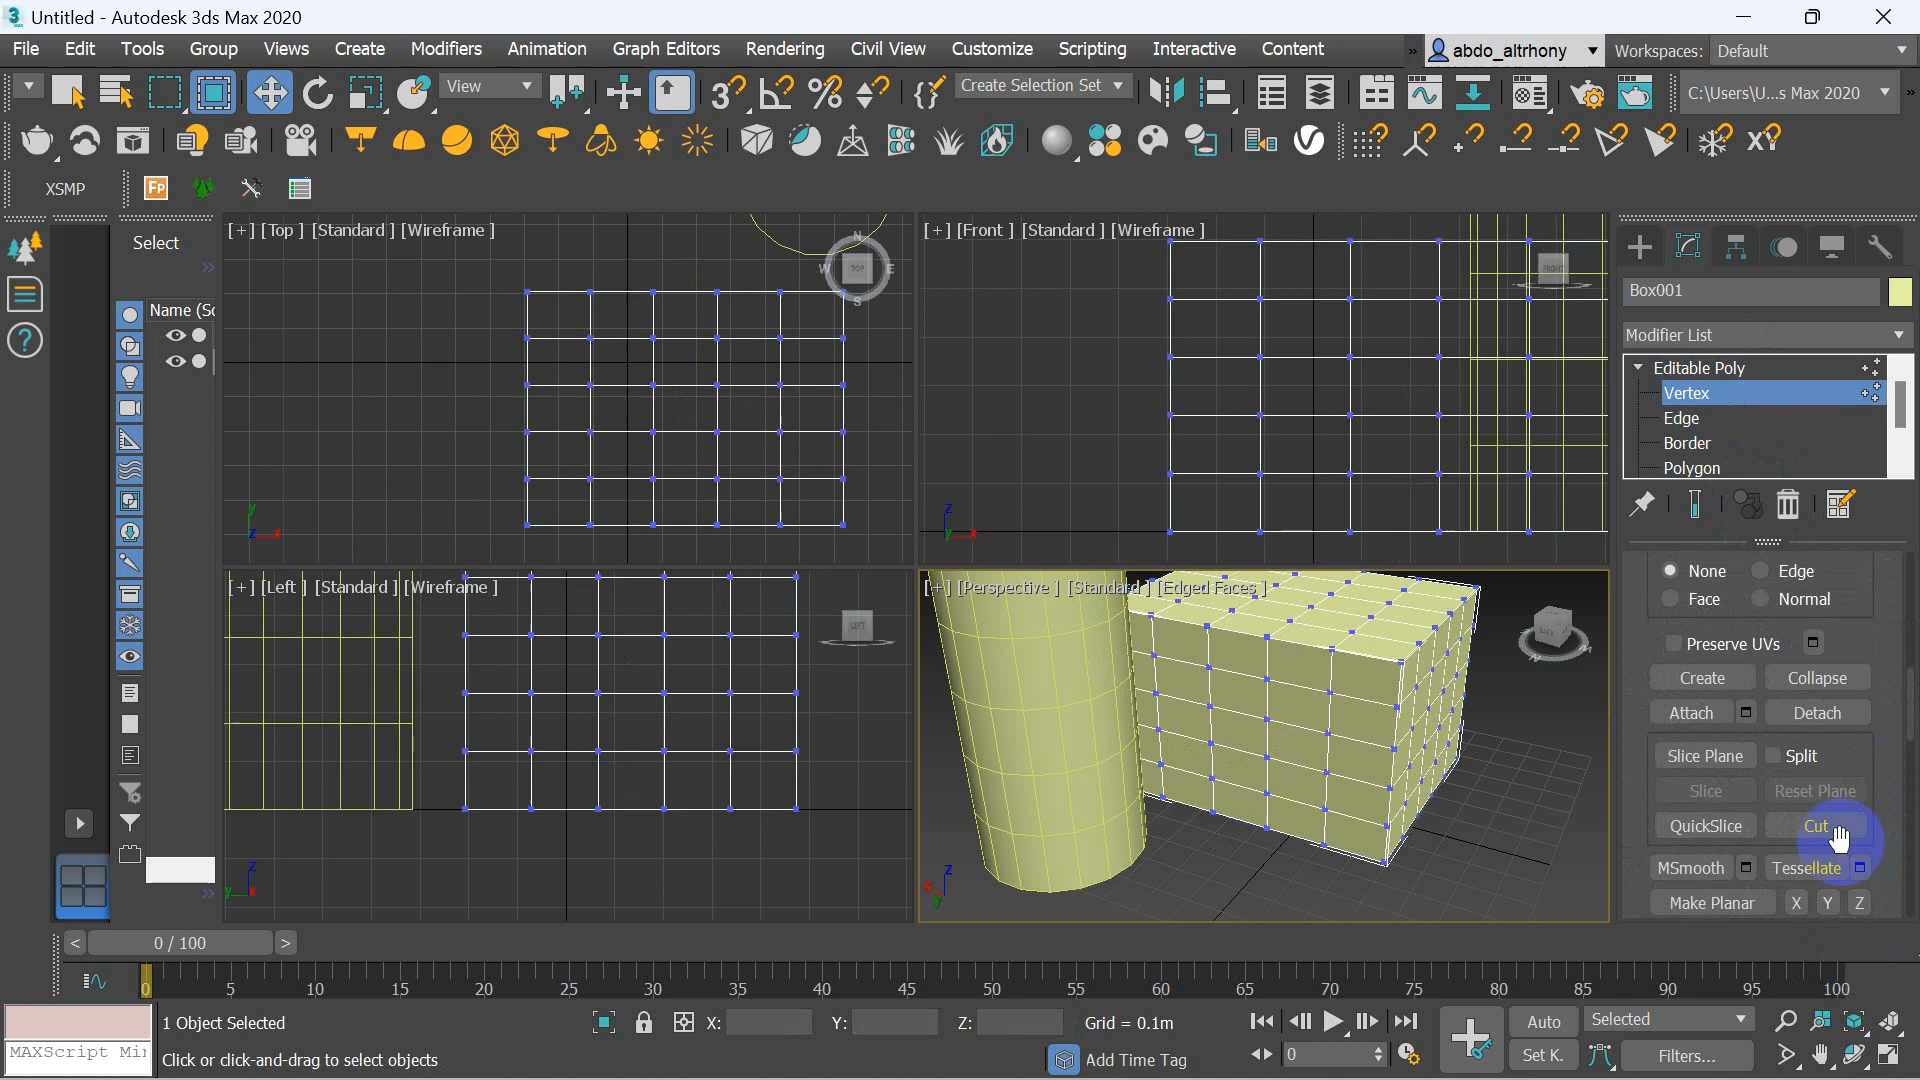 Untitled - Autodesk 3ds Max 2020
File Edit Tools Group Views Create Modifiers Animation Graph Editors Rendering Civil View Customize Scripting Interactive Content
abdo_altrhony Workspaces: Default
View Create Selection Set C:\Users\U...s Max 2020
XSMP
Select
Name (Sc
[+] [Top ] [Standard ] [Wireframe ]
N
W TOP E
S
y
z x
[+] [Front ] [Standard ] [Wireframe ]
FRONT
z
y x
[+] [Left ] [Standard ] [Wireframe ]
LEFT
z
y x
[+] [Perspective ] [Standard ] [Edged Faces ]
z
x
y
Box001
Modifier List
Editable Poly
Vertex
Edge
Border
Polygon
None Edge
Face Normal
Preserve UVs
Create Collapse
Attach Detach
Slice Plane Split
Slice Reset Plane
QuickSlice Cut
MSmooth Tessellate
Make Planar X Y Z
< 0 / 100 >
0 5 10 15 20 25 30 35 40 45 50 55 60 65 70 75 80 85 90 95 100
1 Object Selected X: Y: Z: Grid = 0.1m Auto Selected
MAXScript Mi
Click or click-and-drag to select objects Add Time Tag 0 Set K. Filters...